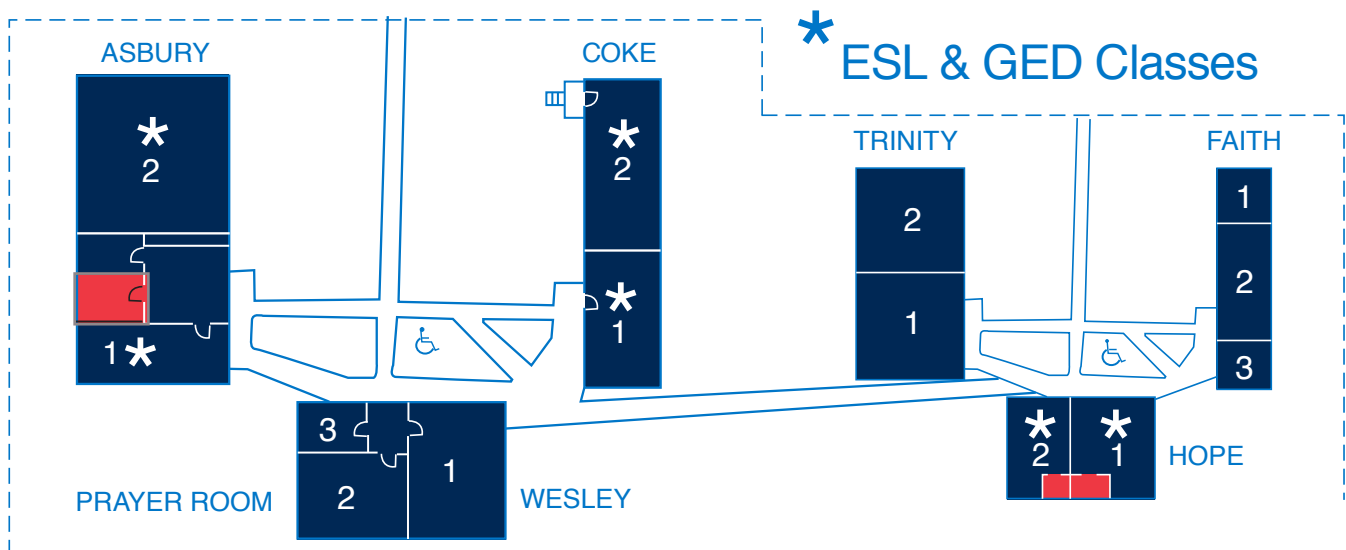 * ESL & GED Classes
ASBURY
* 2
1 *
COKE
* 2
* 1
TRINITY
2
1
FAITH
1
2
3
3
2
1
PRAYER ROOM
WESLEY
* 2
* 1
HOPE